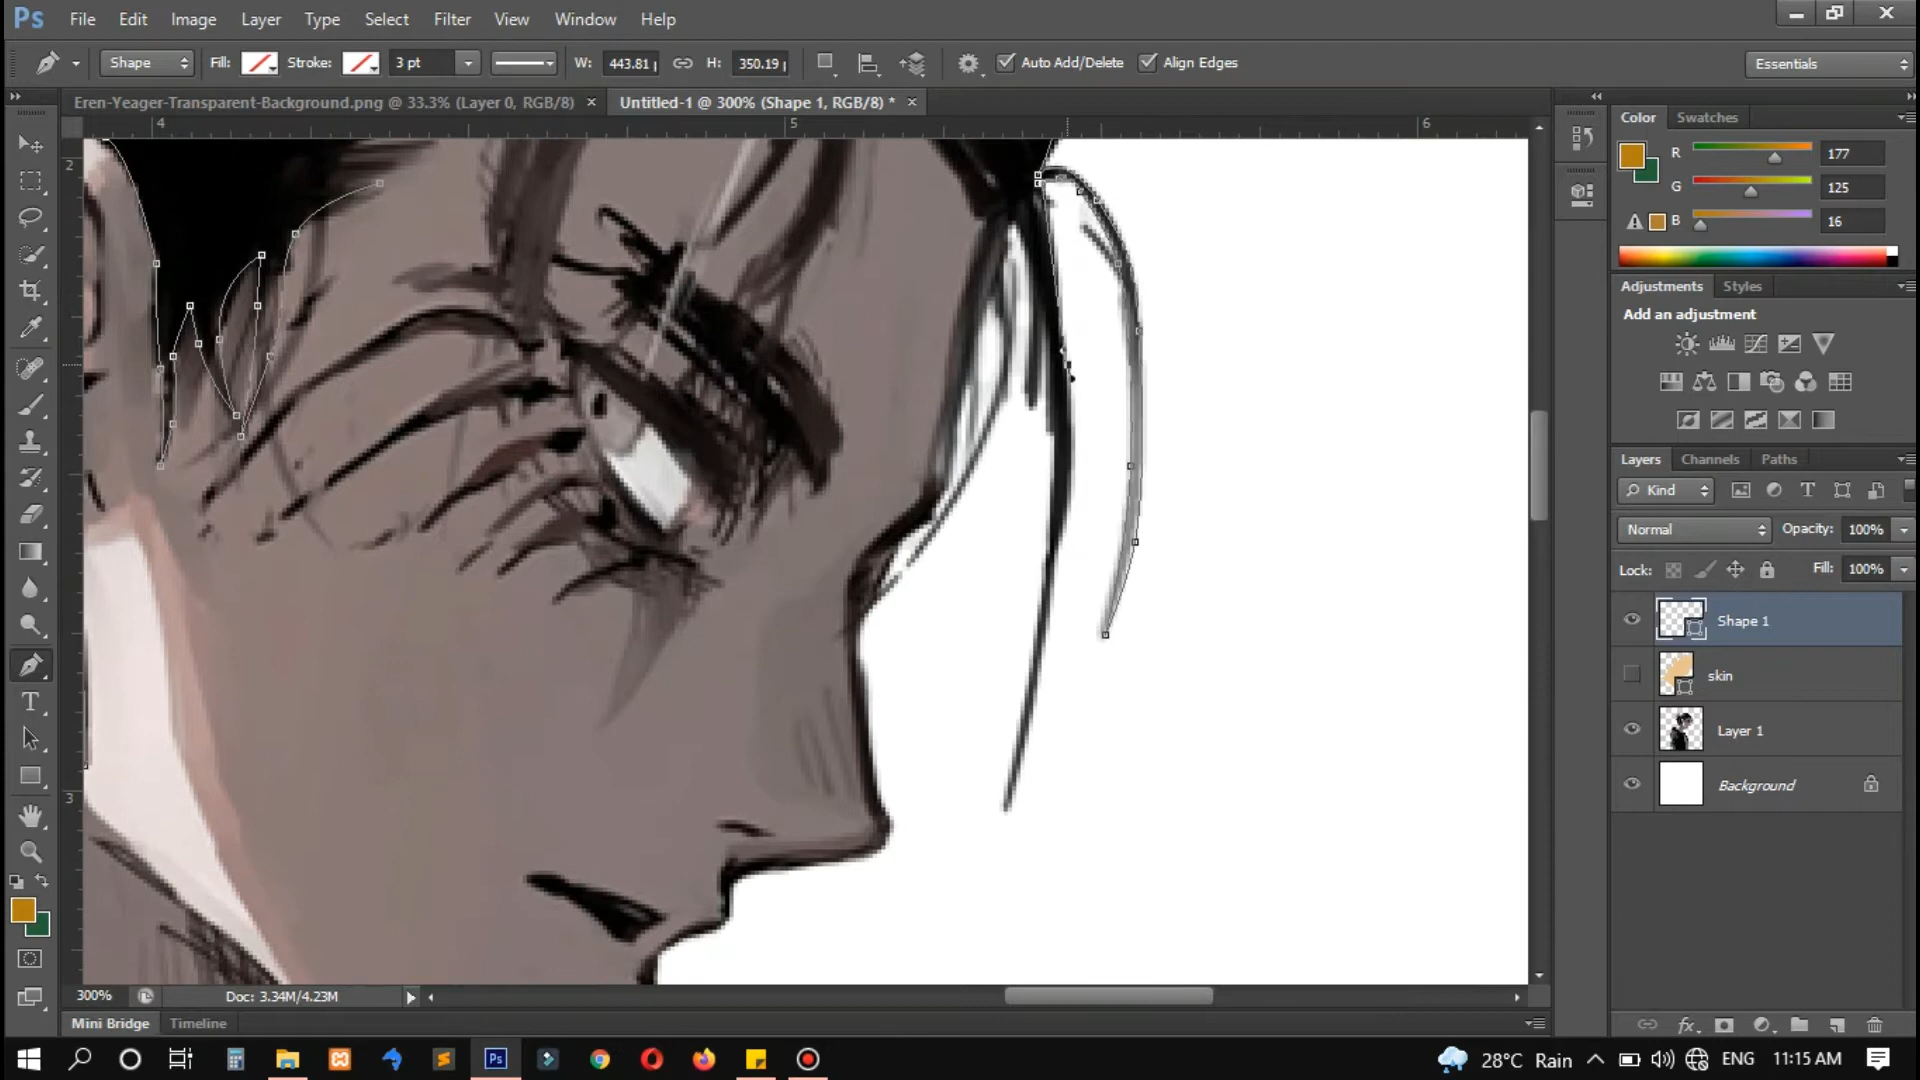 Ps File Edit Image Layer Type Select Filter View Window Help
Shape Fill: Stroke: 3 pt W: 443.81 H: 350.19 Auto Add/Delete Align Edges Essentials
Eren-Yeager-Transparent-Background.png @ 33.3% (Layer 0, RGB/8) × Untitled-1 @ 300% (Shape 1, RGB/8) * ×
4 5 6
2
3
Color Swatches
R 177
G 125
B 16
Adjustments Styles
Add an adjustment
Layers Channels Paths
Kind
Normal Opacity: 100%
Lock: Fill: 100%
Shape 1
skin
Layer 1
Background
fx
T
300% Doc: 3.34M/4.23M
Mini Bridge Timeline
Ps 28°C Rain ENG 11:15 AM